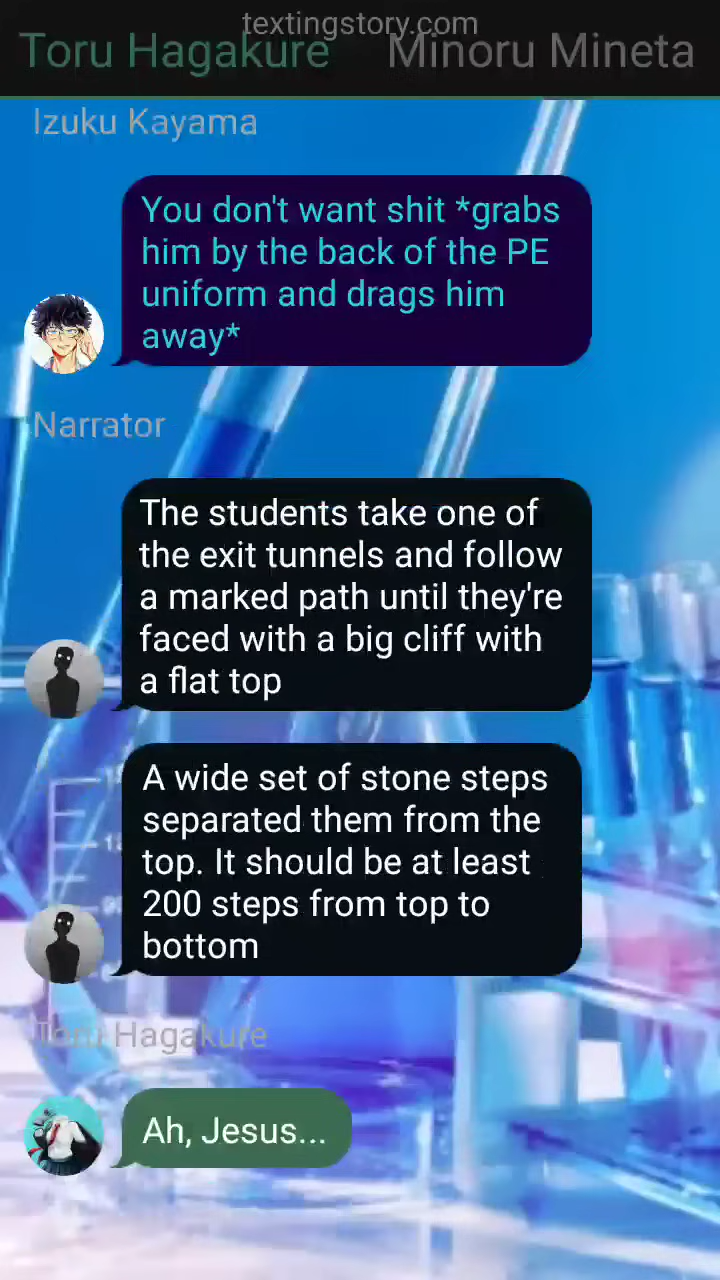 textingstory.com
Toru Hagakure Minoru Mineta
Izuku Kayama
You don't want shit *grabs
him by the back of the PE
uniform and drags him
away*
Narrator
The students take one of
the exit tunnels and follow
a marked path until they're
faced with a big cliff with
a flat top
A wide set of stone steps
separated them from the
top. It should be at least
200 steps from top to
bottom
Toru Hagakure
Ah, Jesus...